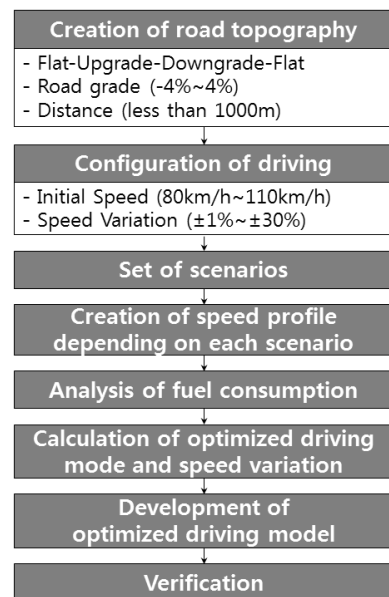 Creation of road topography
- Flat-Upgrade-Downgrade-Flat
- Road grade (-4%~4%)
- Distance (less than 1000m)
Configuration of driving
- Initial Speed (80km/h~110km/h)
- Speed Variation (±1%~±30%)
Set of scenarios
Creation of speed profile
depending on each scenario
Analysis of fuel consumption
Calculation of optimized driving
mode and speed variation
Development of
optimized driving model
Verification